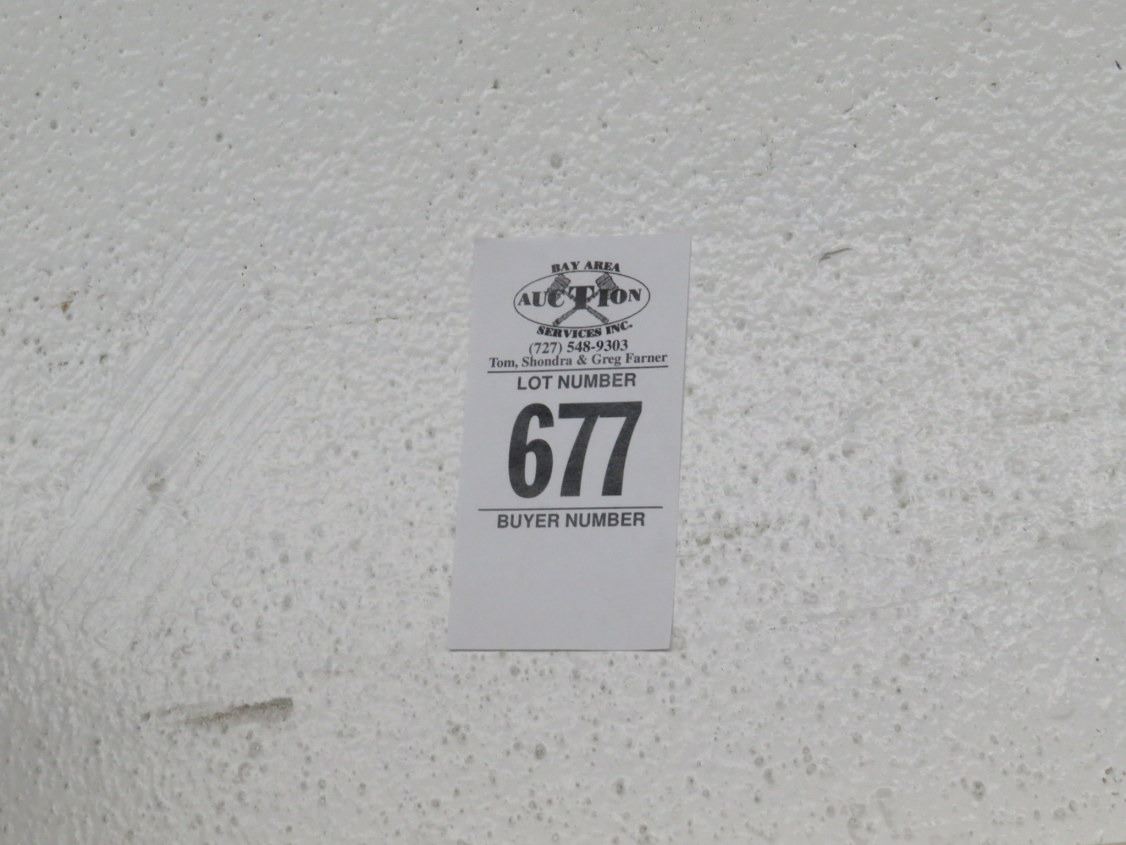 BAY AREA
AUCTION
SERVICES INC.
(727) 548-9303
Tom, Shondra & Greg Farner
LOT NUMBER
677
BUYER NUMBER